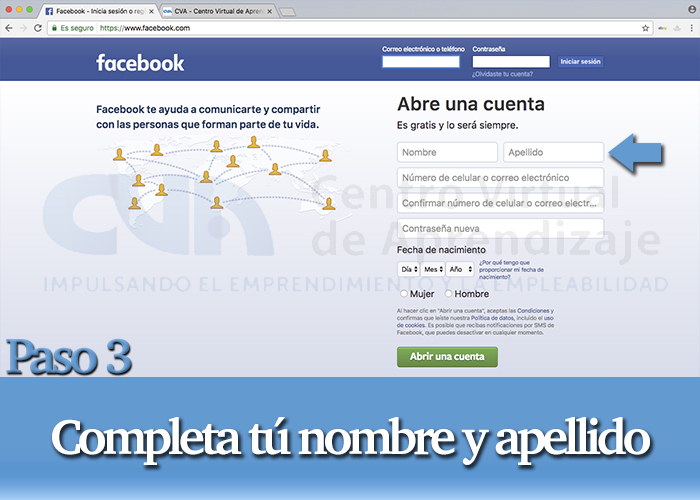 Facebook - Inicia sesión o regi
CVA - Centro Virtual de Aprend
Es seguro
https://www.facebook.com
facebook
Correo electrónico o teléfono
Contraseña
Iniciar sesión
¿Olvidaste tu cuenta?
Facebook te ayuda a comunicarte y compartir
con las personas que forman parte de tu vida.
Abre una cuenta
Es gratis y lo será siempre.
Nombre
Apellido
Número de celular o correo electrónico
Confirmar número de celular o correo electr...
Contraseña nueva
Fecha de nacimiento
Día Mes Año
¿Por qué tengo que
proporcionar mi fecha de
nacimiento?
Mujer Hombre
Al hacer clic en "Abrir una cuenta", aceptas las Condiciones y
confirmas que leíste nuestra Política de datos, incluido el uso
de cookies. Es posible que recibas notificaciones por SMS de
Facebook, que puedes desactivar en cualquier momento.
Abrir una cuenta
CVA
Centro Virtual
de Aprendizaje
IMPULSANDO EL EMPRENDIMIENTO Y LA EMPLEABILIDAD
Paso 3
Completa tú nombre y apellido